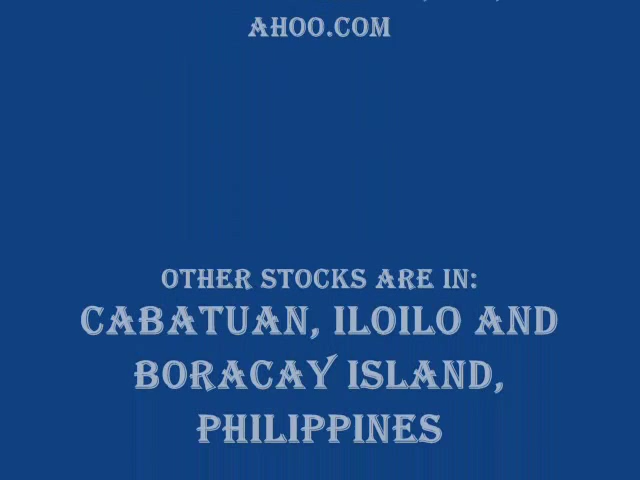 AHOO.COM
OTHER STOCKS ARE IN:
CABATUAN, ILOILO AND
BORACAY ISLAND,
PHILIPPINES